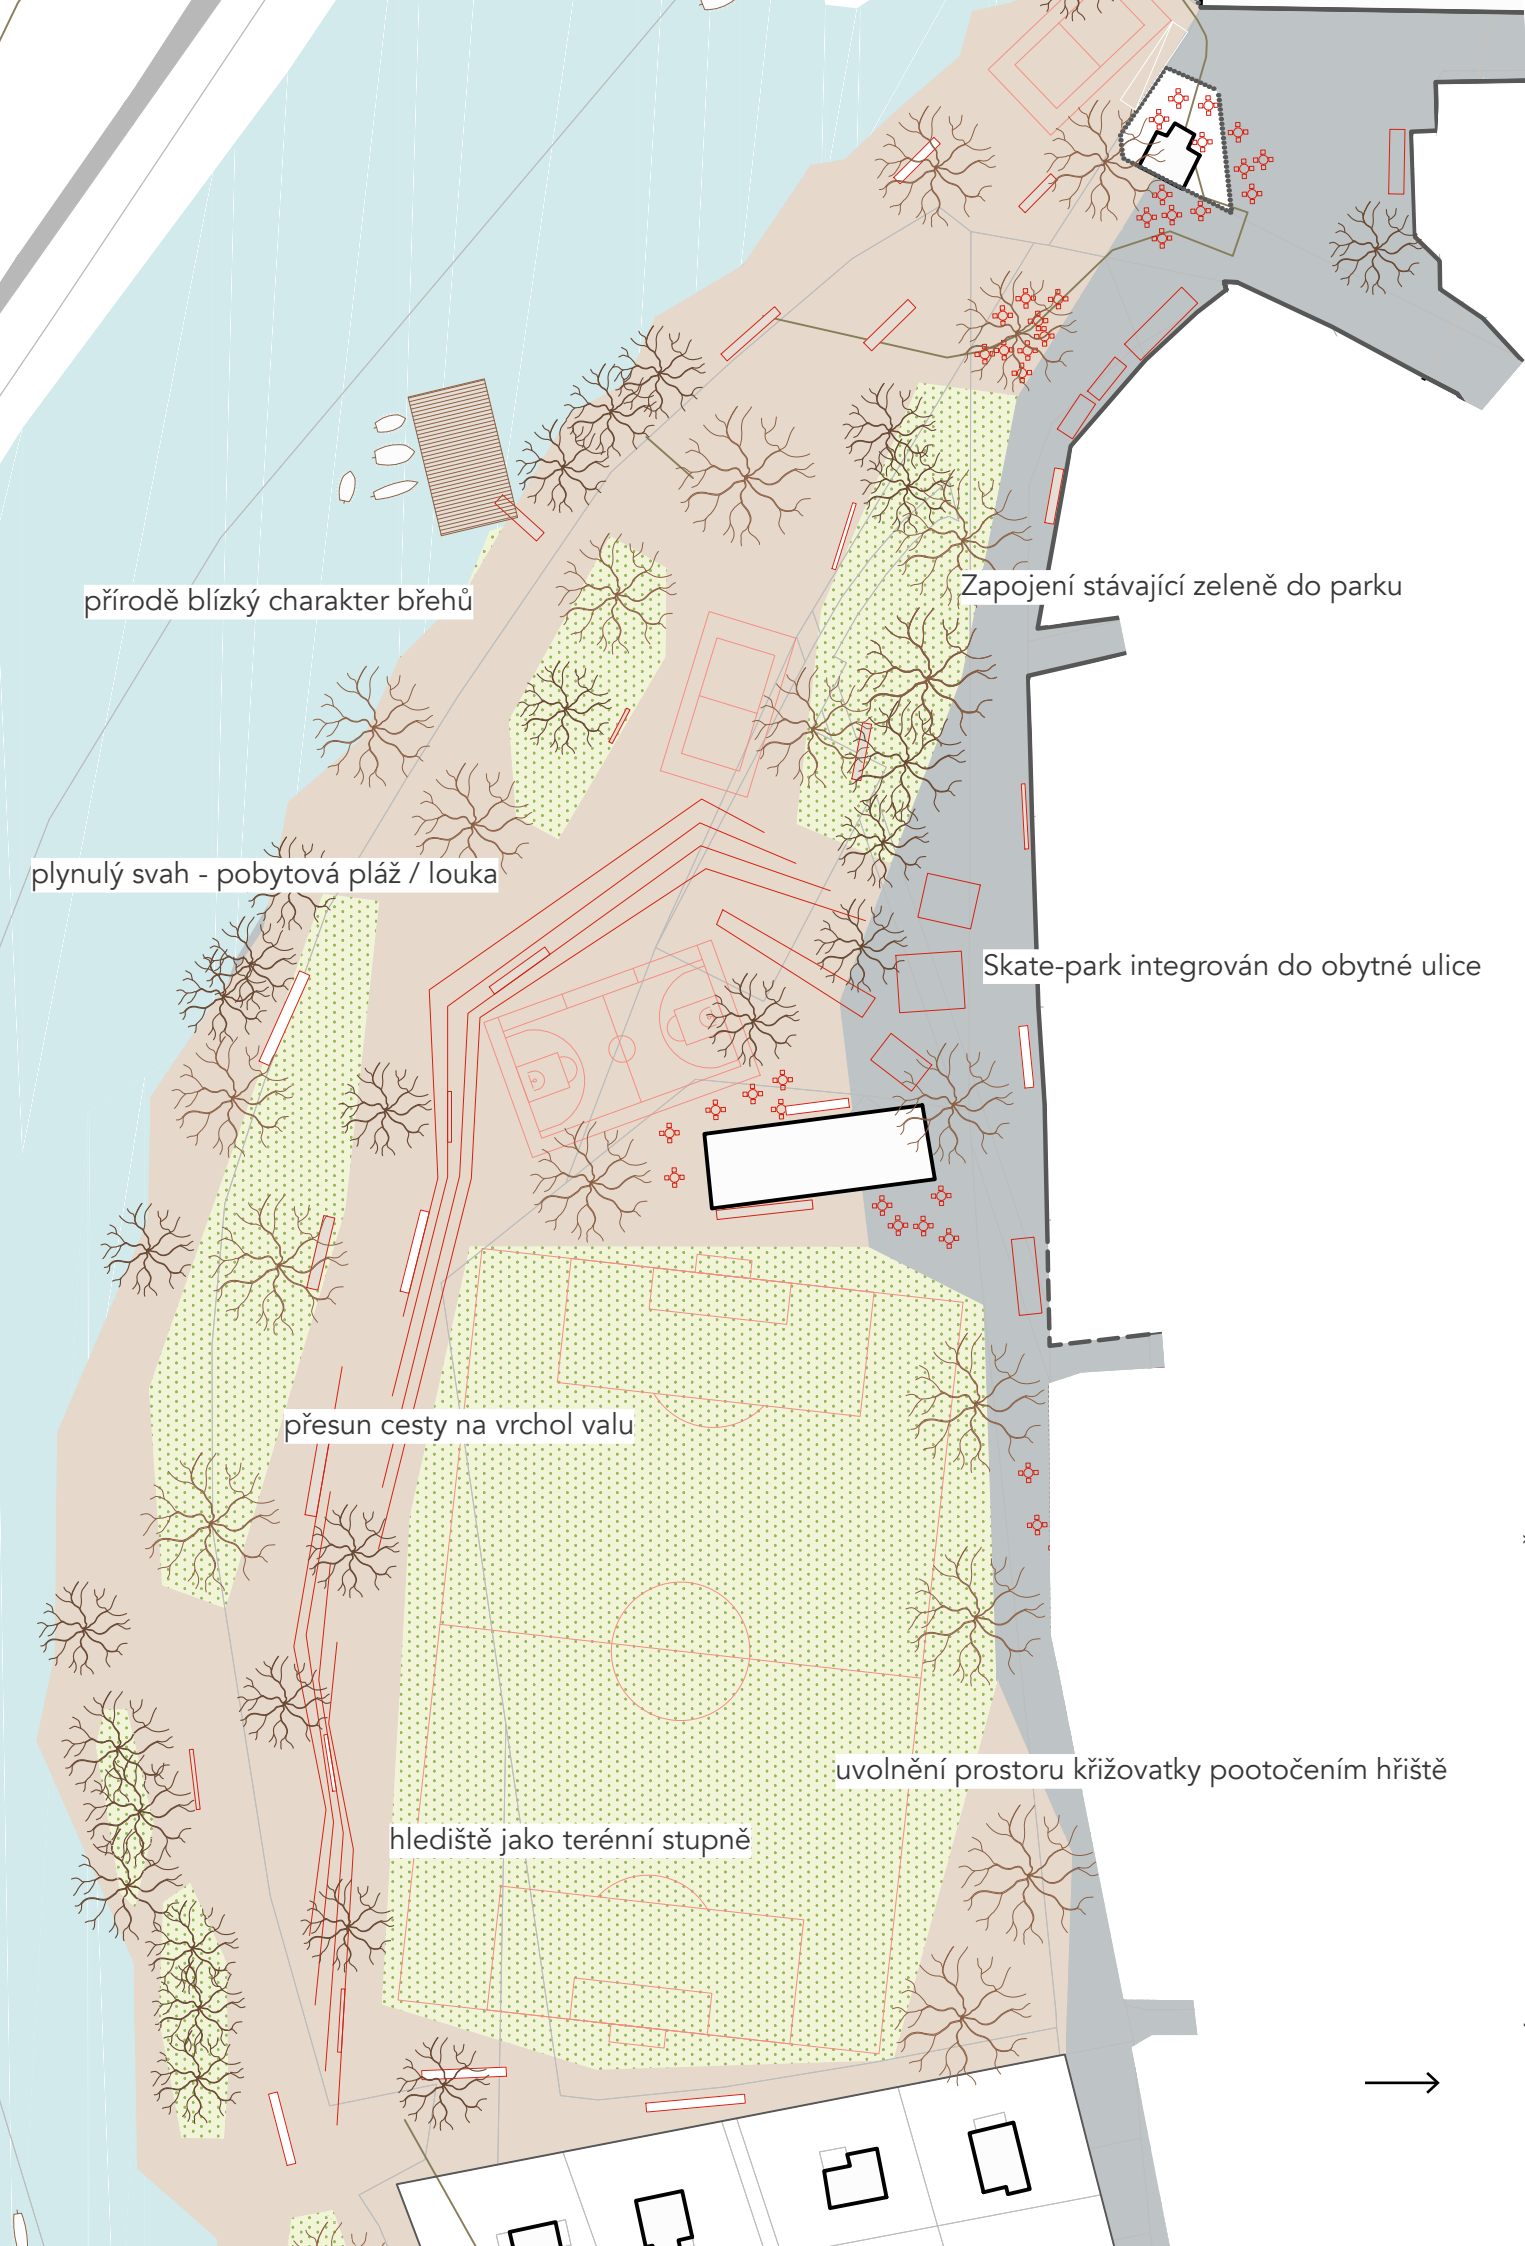 přírodě blízký charakter břehů
Zapojení stávající zeleně do parku
plynulý svah - pobytová pláž / louka
Skate-park integrován do obytné ulice
přesun cesty na vrchol valu
uvolnění prostoru křižovatky pootočením hřiště
hlediště jako terénní stupně